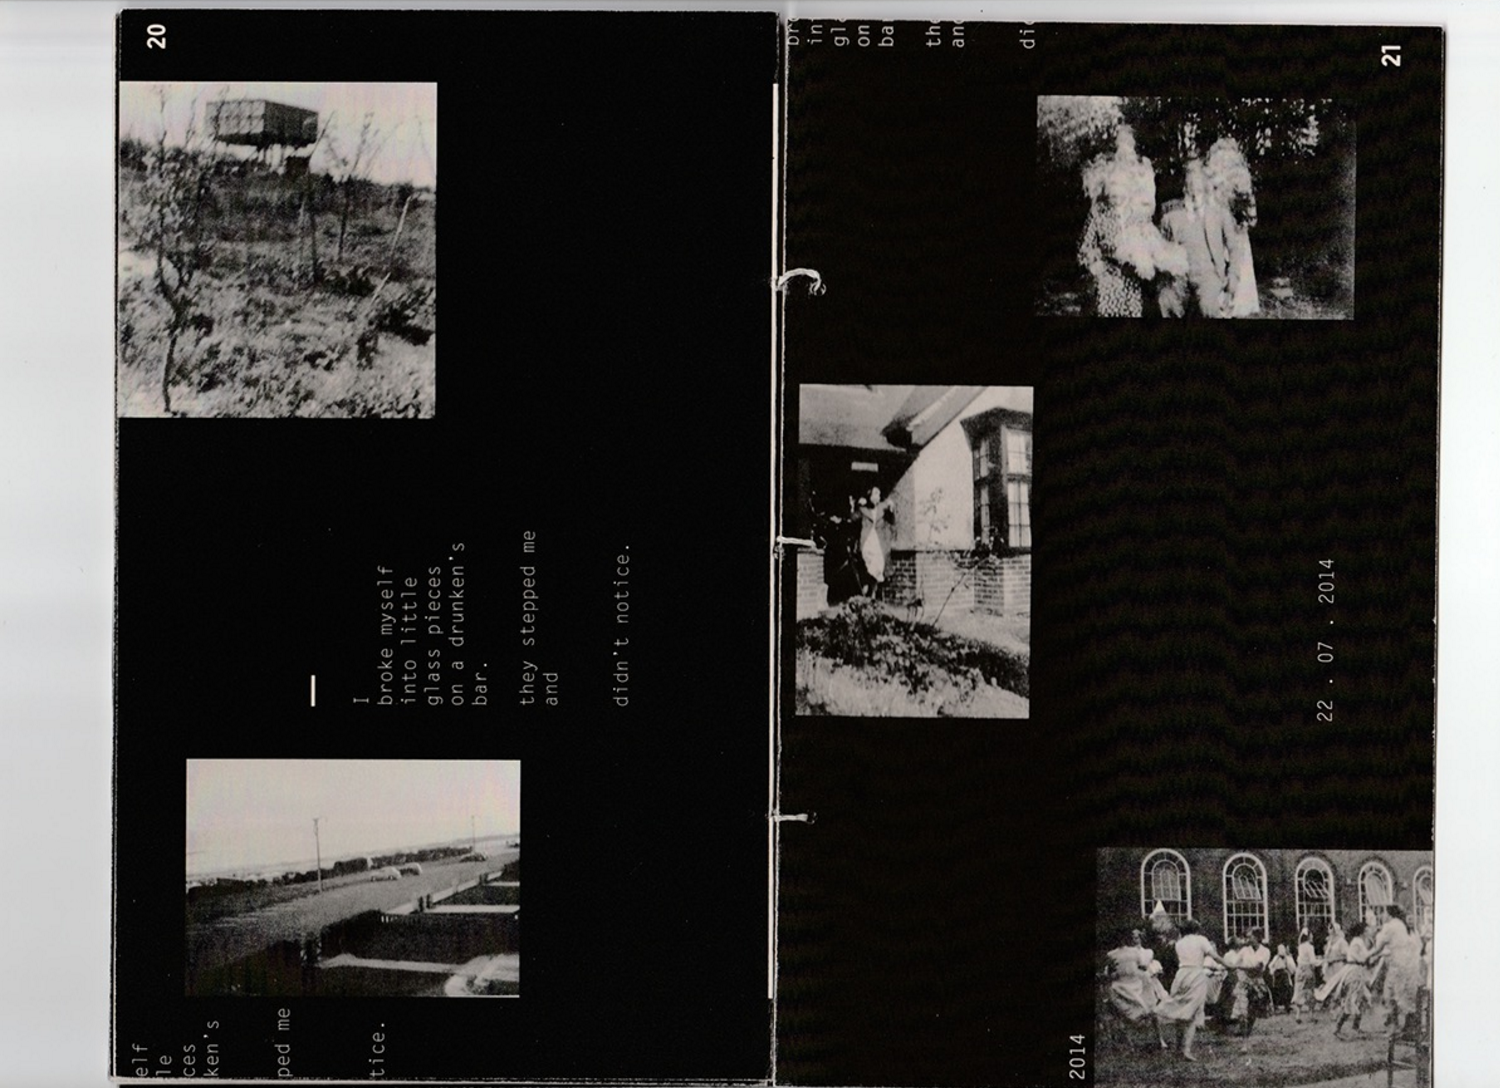 20
I
broke myself
into little
glass pieces
on a drunken's
bar.
they stepped me
and
didn't notice.
elf
le
ces
ken's
ped me
tice.
br
in
gl
on
ba
th
an
di
21
22 . 07 . 2014
2014